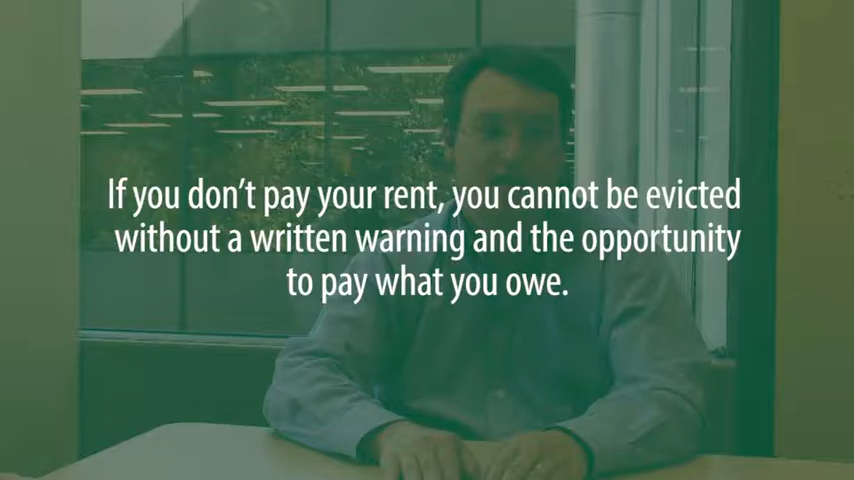 If you don’t pay your rent, you cannot be evicted
without a written warning and the opportunity
to pay what you owe.